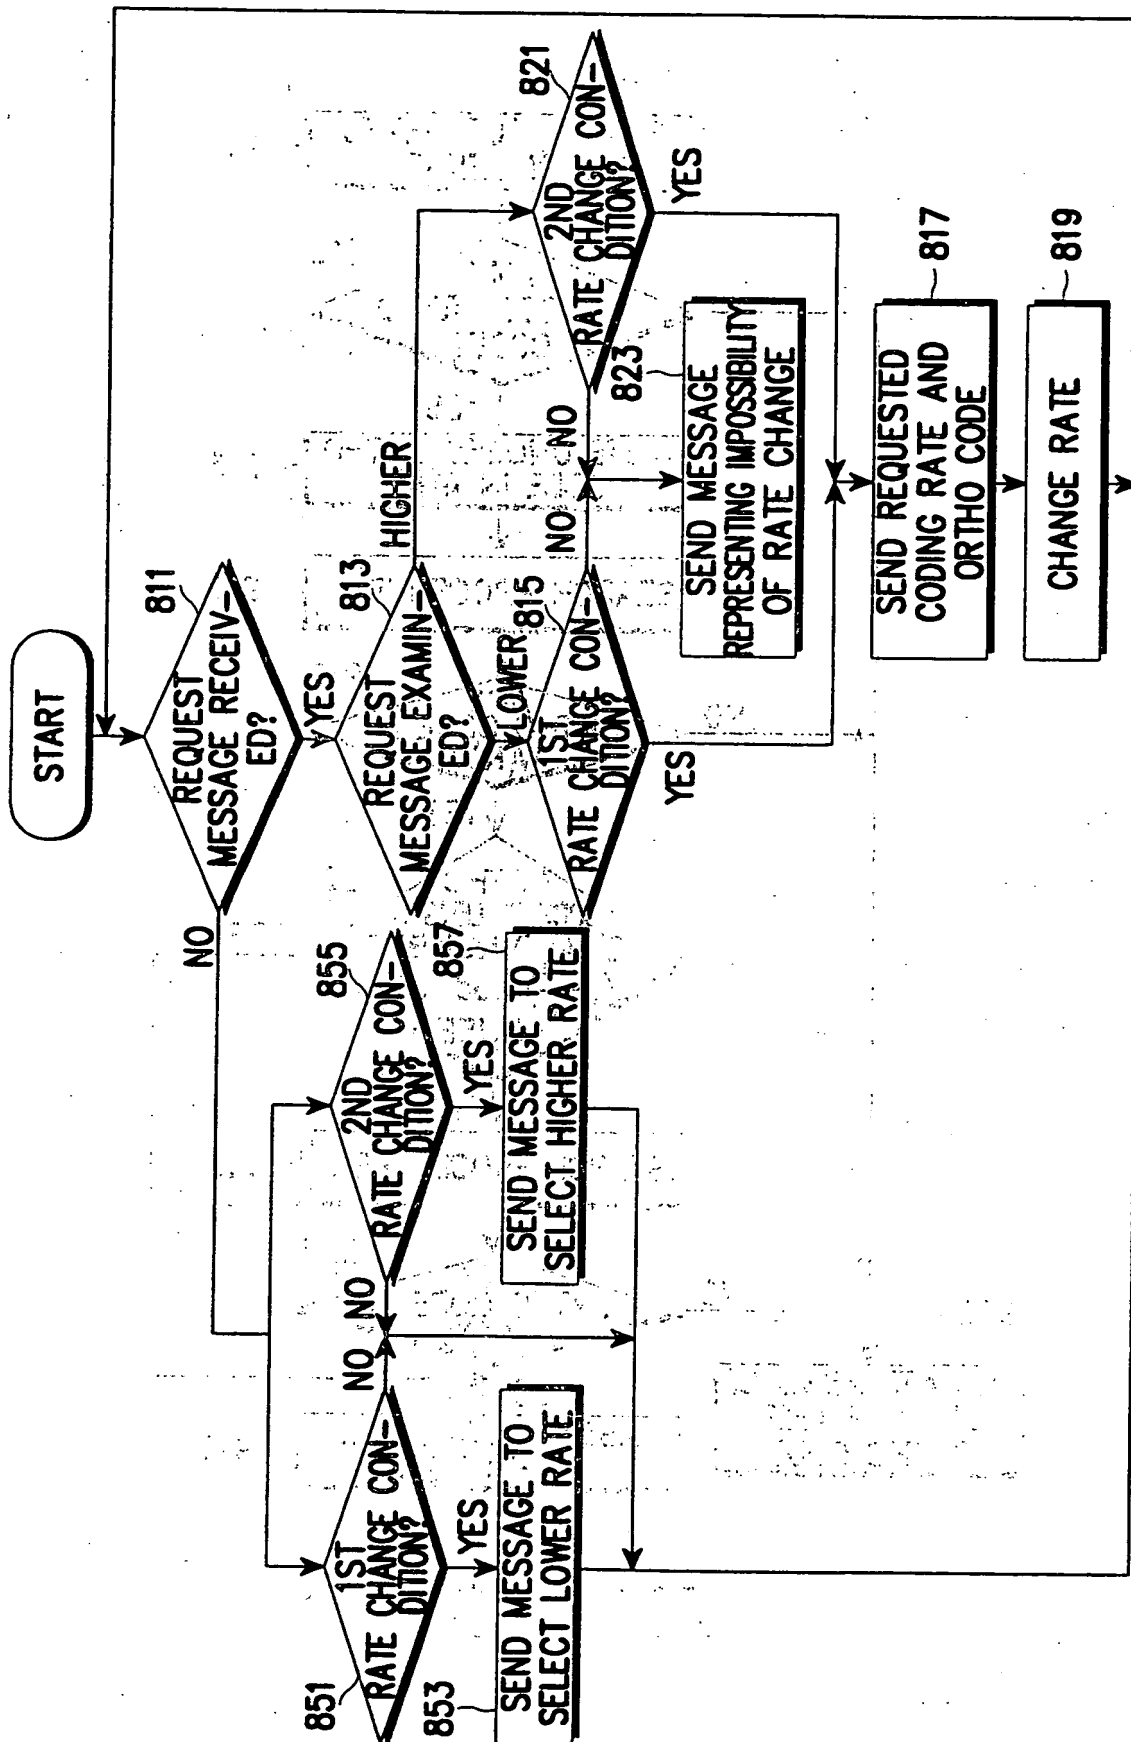 START
811
REQUEST
MESSAGE RECEIV-
ED?
NO
YES
813
REQUEST
MESSAGE EXAMIN-
ED?
HIGHER
LOWER
815
1ST
RATE CHANGE CON-
DITION?
NO
YES
821
2ND
RATE CHANGE CON-
DITION?
NO
YES
823
SEND MESSAGE
REPRESENTING IMPOSSIBILITY
OF RATE CHANGE
817
SEND REQUESTED
CODING RATE AND
ORTHO CODE
819
CHANGE RATE
851
1ST
RATE CHANGE CON-
DITION?
NO
YES
853
SEND MESSAGE TO
SELECT LOWER RATE
855
2ND
RATE CHANGE CON-
DITION?
NO
YES
857
SEND MESSAGE TO
SELECT HIGHER RATE